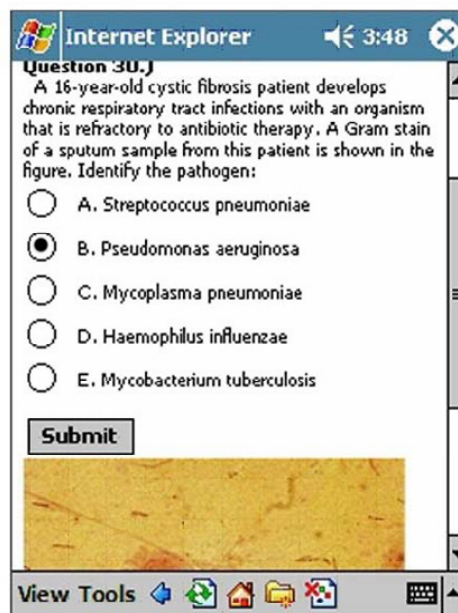 Internet Explorer 3:48
Question 30.)
A 16-year-old cystic fibrosis patient develops
chronic respiratory tract infections with an organism
that is refractory to antibiotic therapy. A Gram stain
of a sputum sample from this patient is shown in the
figure. Identify the pathogen:
A. Streptococcus pneumoniae
B. Pseudomonas aeruginosa
C. Mycoplasma pneumoniae
D. Haemophilus influenzae
E. Mycobacterium tuberculosis
Submit
View Tools